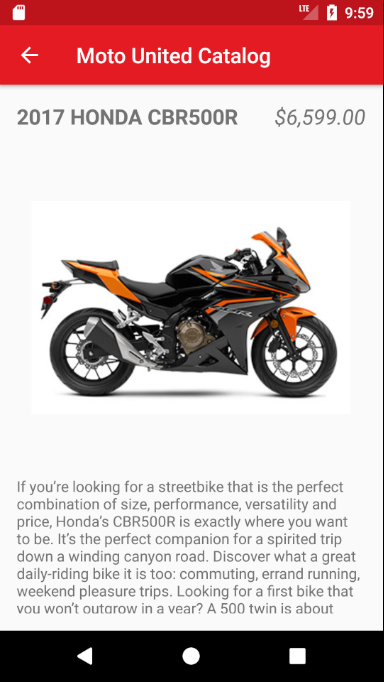 LTE 9:59
Moto United Catalog
2017 HONDA CBR500R $6,599.00
If you're looking for a streetbike that is the perfect
combination of size, performance, versatility and
price, Honda's CBR500R is exactly where you want
to be. It's the perfect companion for a spirited trip
down a winding canyon road. Discover what a great
daily-riding bike it is too: commuting, errand running,
weekend pleasure trips. Looking for a first bike that
you won't outgrow in a year? A 500 twin is about